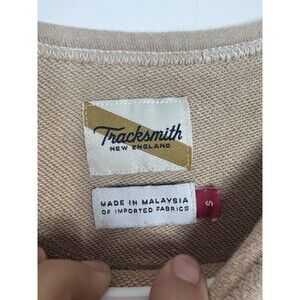 Tracksmith
NEW ENGLAND
MADE IN MALAYSIA
OF IMPORTED FABRICS
S